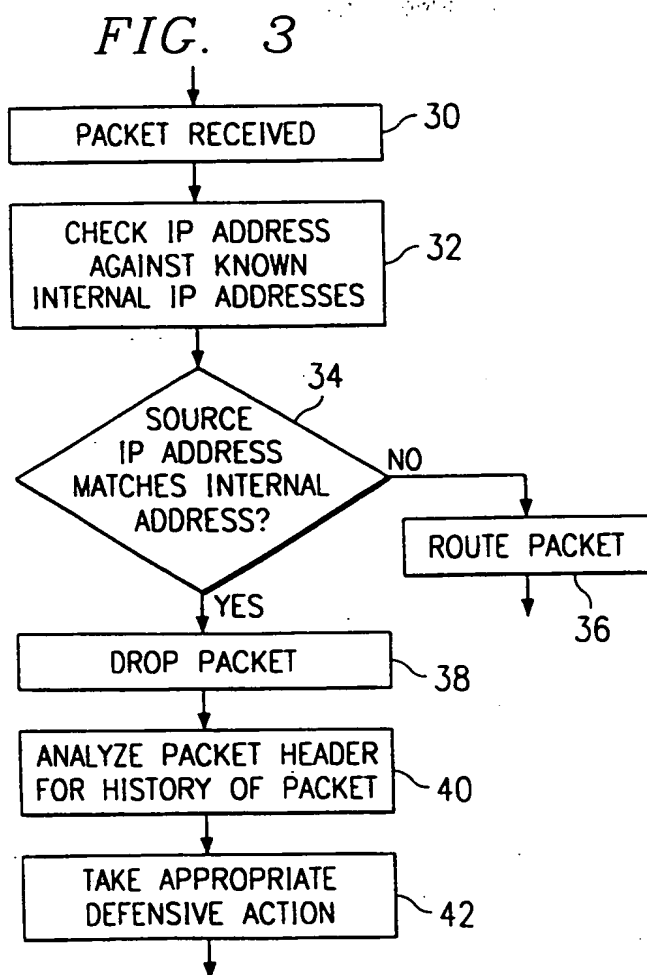 FIG. 3
PACKET RECEIVED
30
CHECK IP ADDRESS
AGAINST KNOWN
INTERNAL IP ADDRESSES
32
34
SOURCE
IP ADDRESS
MATCHES INTERNAL
ADDRESS?
NO
ROUTE PACKET
36
YES
DROP PACKET
38
ANALYZE PACKET HEADER
FOR HISTORY OF PACKET
40
TAKE APPROPRIATE
DEFENSIVE ACTION
42